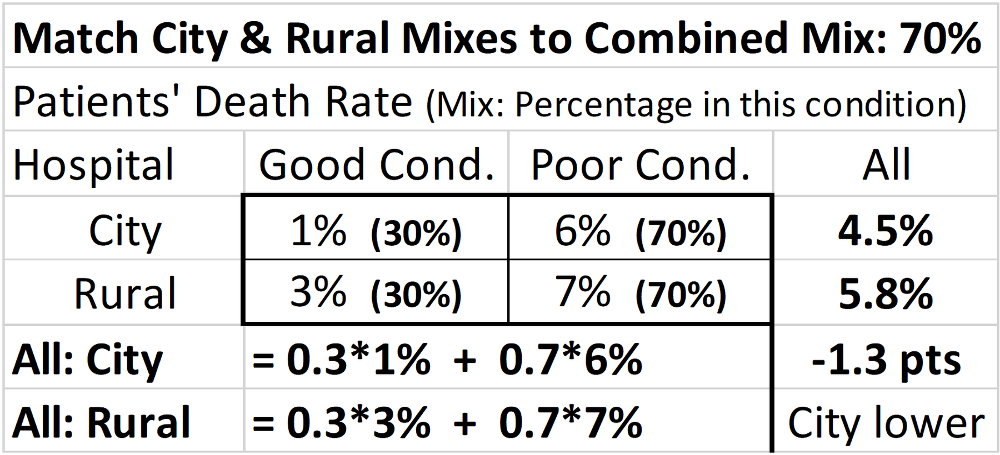 Match City & Rural Mixes to Combined Mix: 70%
Patients' Death Rate (Mix: Percentage in this condition)
Hospital Good Cond. Poor Cond. All
City 1% (30%) 6% (70%) 4.5%
Rural 3% (30%) 7% (70%) 5.8%
All: City = 0.3*1% + 0.7*6% -1.3 pts
All: Rural = 0.3*3% + 0.7*7% City lower